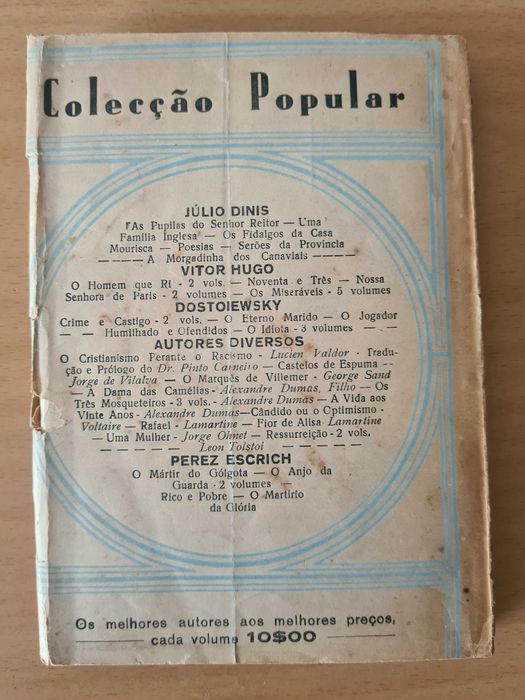 Colecção Popular
JÚLIO DINIS
As Pupilas do Senhor Reitor — Uma
Família Inglesa — Os Fidalgos da Casa
Mourisca — Poesias — Serões da Provincia
— — — — A Morgadinha dos Canaviais — — — —
VITOR HUGO
O Homem que Ri - 2 vols. — Noventa e Três — Nossa
Senhora de Paris - 2 volumes — Os Miseráveis - 5 volumes
DOSTOIEWSKY
Crime e Castigo - 2 vols. — O Eterno Marido — O Jogador
— — Humilhado e Ofendidos — O Idiota - 3 volumes — —
AUTORES DIVERSOS
O Cristianismo Perante o Racismo - Lucien Valdor - Tradu-
ção e Prólogo do Dr. Pinto Carneiro — Castelos de Espuma --
Jorge de Vilalva — O Marquês de Villemer - George Sand
— A Dama das Camélias - Alexandre Dumas, Filho — Os
Três Mosqueteiros - 3 vols. - Alexandre Dumas — A Vida aos
Vinte Anos - Alexandre Dumas — Cândido ou o Optimismo -
Voltaire — Rafael - Lamartine — Flor de Alisa - Lamartine
— Uma Mulher - Jorge Ohnet — Ressurreição - 2 vols.
— — — — — Leon Tolstoi — — — — —
PEREZ ESCRICH
O Mártir do Gólgota — O Anjo da
Guarda - 2 volumes —
Rico e Pobre — O Martírio
da Glória
Os melhores autores aos melhores preços,
cada volume 10$00